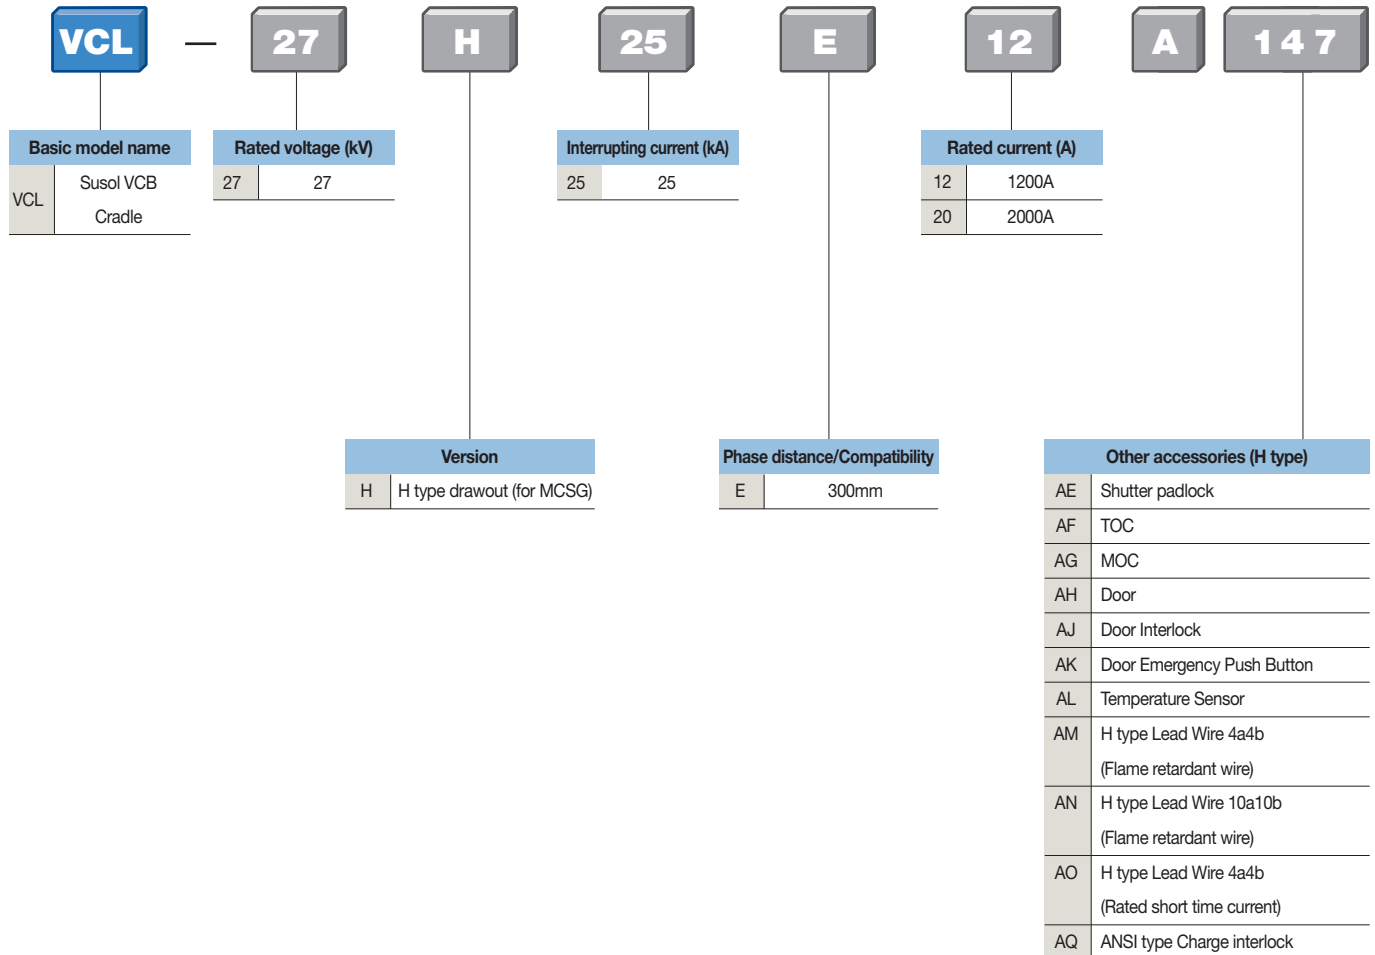 VCL — 27 H 25 E 12 A 1 4 7
Basic model name
VCL
Susol VCB
Cradle
Rated voltage (kV)
27 27
Interrupting current (kA)
25 25
Rated current (A)
12 1200A
20 2000A
Version
H H type drawout (for MCSG)
Phase distance/Compatibility
E 300mm
Other accessories (H type)
AE Shutter padlock
AF TOC
AG MOC
AH Door
AJ Door Interlock
AK Door Emergency Push Button
AL Temperature Sensor
AM H type Lead Wire 4a4b
(Flame retardant wire)
AN H type Lead Wire 10a10b
(Flame retardant wire)
AO H type Lead Wire 4a4b
(Rated short time current)
AQ ANSI type Charge interlock